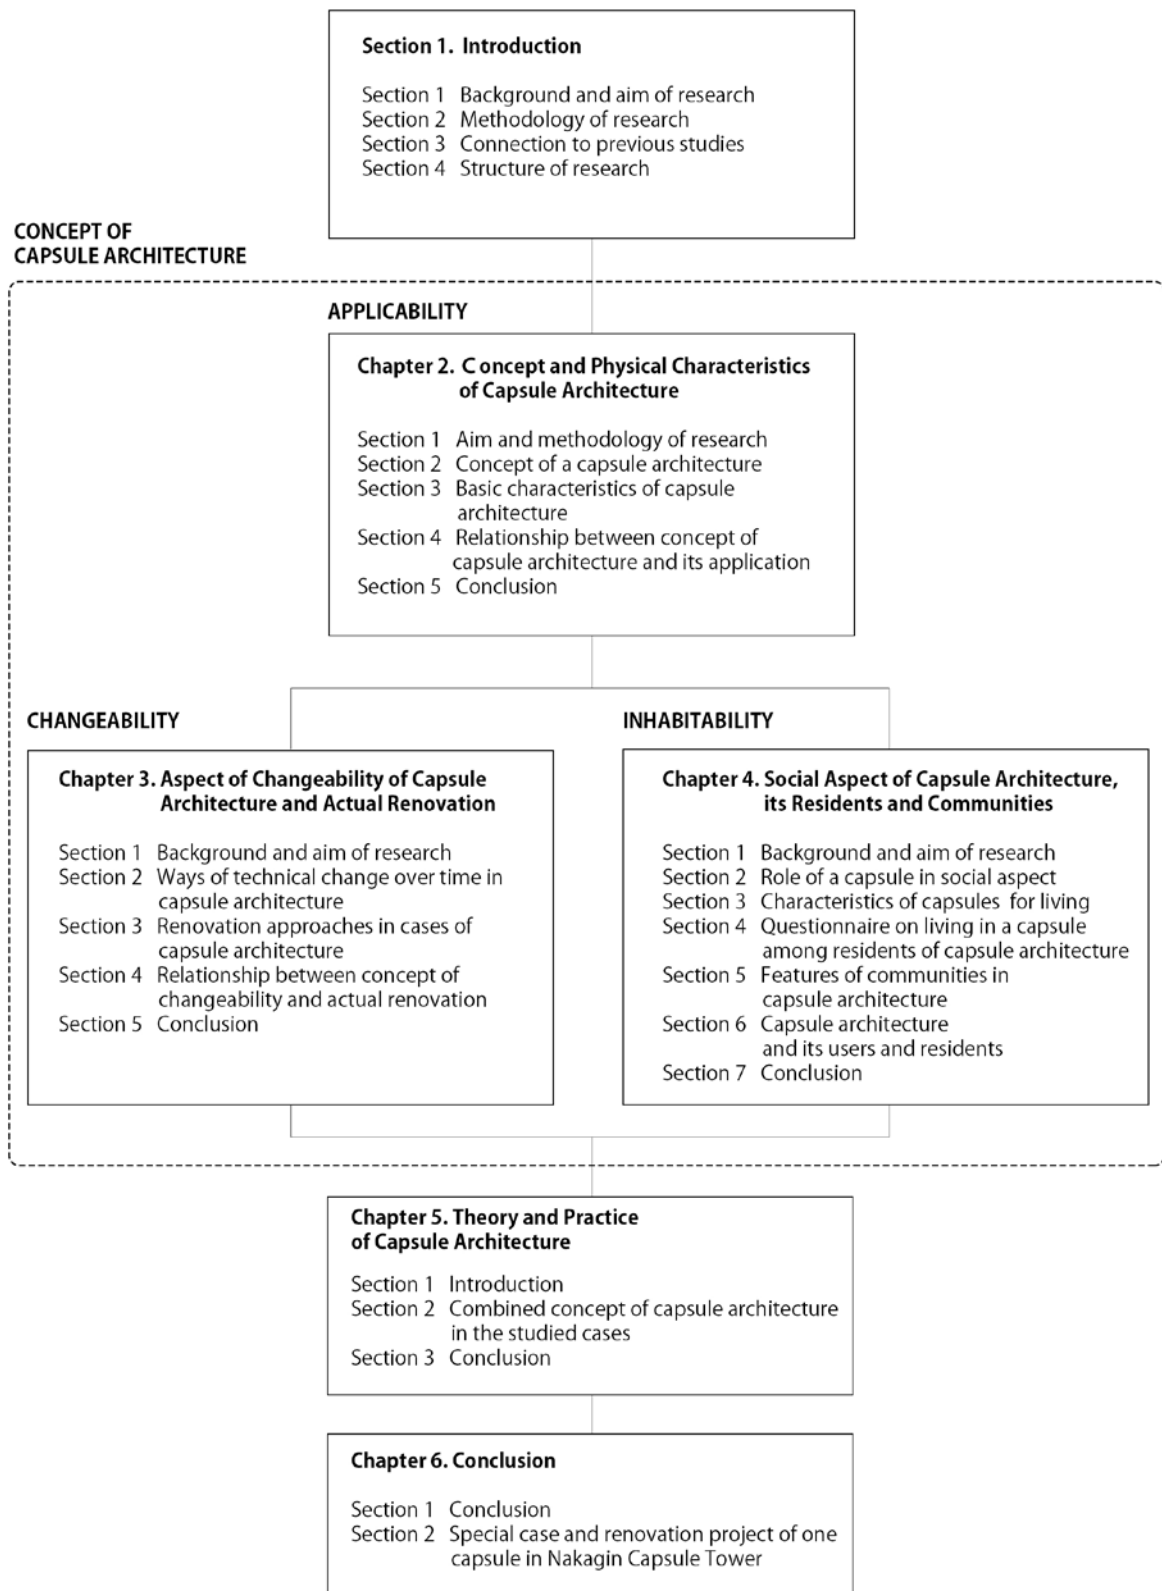 Section 1. Introduction
Section 1 Background and aim of research
Section 2 Methodology of research
Section 3 Connection to previous studies
Section 4 Structure of research
CONCEPT OF
CAPSULE ARCHITECTURE
APPLICABILITY
Chapter 2. Concept and Physical Characteristics
of Capsule Architecture
Section 1 Aim and methodology of research
Section 2 Concept of a capsule architecture
Section 3 Basic characteristics of capsule
architecture
Section 4 Relationship between concept of
capsule architecture and its application
Section 5 Conclusion
CHANGEABILITY
Chapter 3. Aspect of Changeability of Capsule
Architecture and Actual Renovation
Section 1 Background and aim of research
Section 2 Ways of technical change over time in
capsule architecture
Section 3 Renovation approaches in cases of
capsule architecture
Section 4 Relationship between concept of
changeability and actual renovation
Section 5 Conclusion
INHABITABILITY
Chapter 4. Social Aspect of Capsule Architecture,
its Residents and Communities
Section 1 Background and aim of research
Section 2 Role of a capsule in social aspect
Section 3 Characteristics of capsules for living
Section 4 Questionnaire on living in a capsule
among residents of capsule architecture
Section 5 Features of communities in
capsule architecture
Section 6 Capsule architecture
and its users and residents
Section 7 Conclusion
Chapter 5. Theory and Practice
of Capsule Architecture
Section 1 Introduction
Section 2 Combined concept of capsule architecture
in the studied cases
Section 3 Conclusion
Chapter 6. Conclusion
Section 1 Conclusion
Section 2 Special case and renovation project of one
capsule in Nakagin Capsule Tower